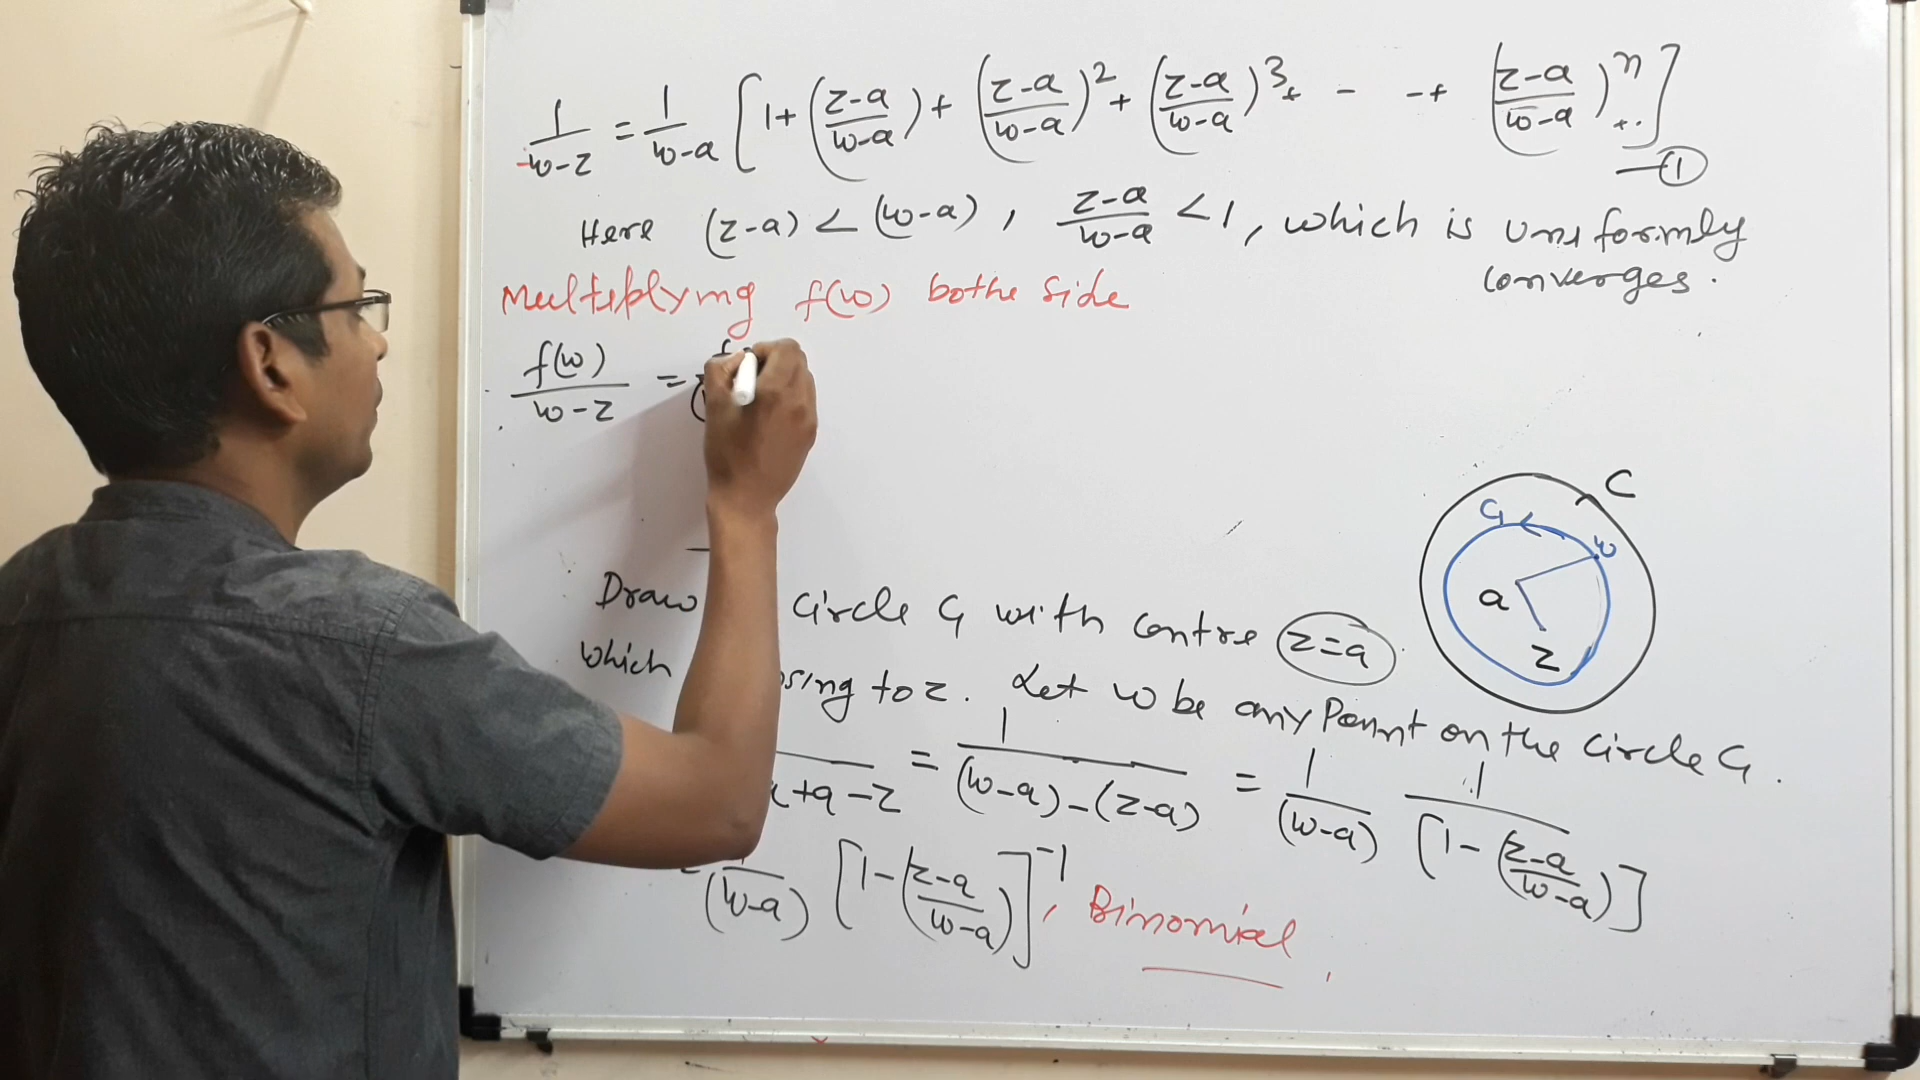 1/(w-z) = 1/(w-a) [1+((z-a)/(w-a))+((z-a)/(w-a))^2+((z-a)/(w-a))^3+ - -+ ((z-a)/(w-a))^n+..] —①
Here (z-a) < (w-a), (z-a)/(w-a) <1, which is uniformly
converges.
Multiplying f(w) bothe side
f(w)/(w-z) =
Draw circle C₁ with centre z=a.
which to z. Let w be any Point on the circle C₁.
+a-z = 1/((w-a)-(z-a)) = 1/(w-a) 1/[1-((z-a)/(w-a))]
1/(w-a) [1-((z-a)/(w-a))]^-1, Binomial
C
C₁
w
a
z